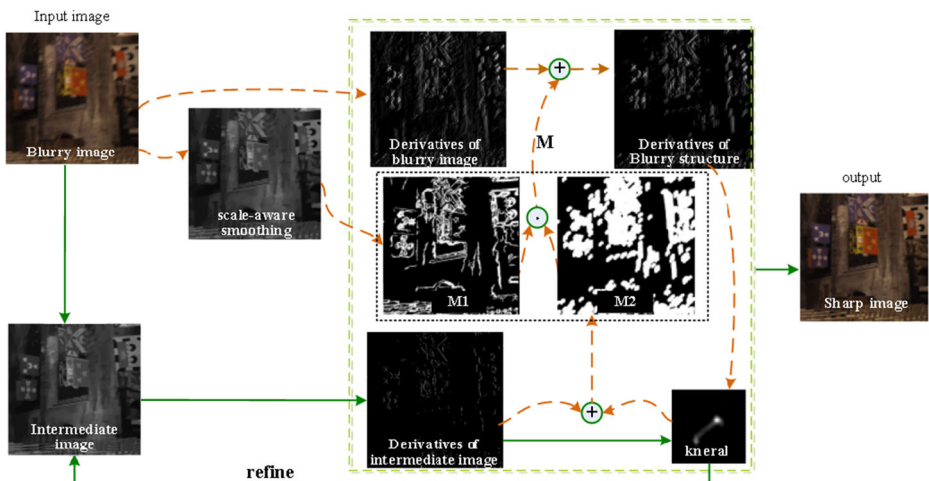 Input image
Blurry image
scale-aware
smoothing
Derivatives of
blurry image
Derivatives of
Blurry structure
M
M1
M2
output
Sharp image
Intermediate
image
Derivatives of
intermediate image
kneral
refine